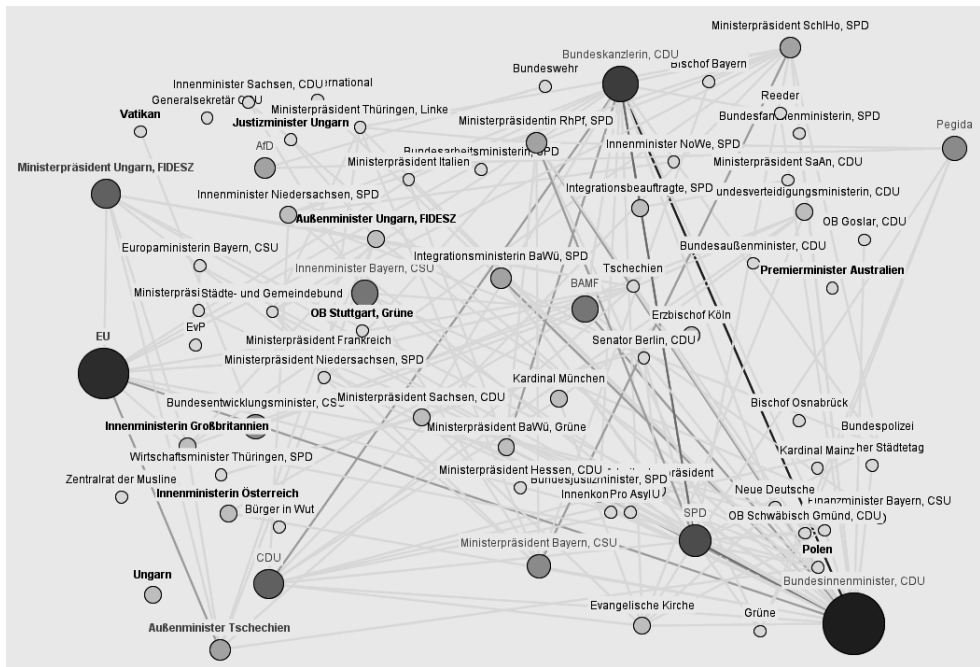 Ministerpräsident SchlHo, SPD
Bundeskanzlerin, CDU
Bischof Bayern
Bundeswehr
Innenminister Sachsen, CDU
Reeder
Generalsekretär
Vatikan
Ministerpräsident Thüringen, Linke
Justizminister Ungarn
Ministerpräsidentin RhPf, SPD
Pegida
AfD
Innenminister NoWe, SPD
Ministerpräsident Italien
Ministerpräsident SaAn, CDU
Ministerpräsident Ungarn, FIDESZ
Innenminister Niedersachsen, SPD
Integrationsbeauftragte, SPD
Außenminister Ungarn, FIDESZ
OB Goslar, CDU
Europaministerin Bayern, CSU
Integrationsministerin BaWü, SPD
Bundesaußenminister, CDU
Innenminister Bayern, CSU
Tschechien
Premierminister Australien
BAMF
Städte- und Gemeindebund
OB Stuttgart, Grüne
Erzbischof Köln
EvP
EU
Ministerpräsident Frankreich
Senator Berlin, CDU
Ministerpräsident Niedersachsen, SPD
Kardinal München
Ministerpräsident Sachsen, CDU
Bundesentwicklungsminister,
Bischof Osnabrück
Innenministerin Großbritannien
Ministerpräsident BaWü, Grüne
Bundespolizei
Wirtschaftsminister Thüringen, SPD
Kardinal Mainz
Ministerpräsident Hessen, CDU
Zentralrat der Musline
Bundesjustizminister, SPD
Innenministerin Österreich
Pro Asyl
Neue Deutsche
Finanzminister Bayern, CSU
Bürger in Wut
SPD
OB Schwäbisch Gmünd, CDU
Ministerpräsident Bayern, CSU
Polen
CDU
Ungarn
Bundesinnenminister, CDU
Evangelische Kirche
Grüne
Außenminister Tschechien